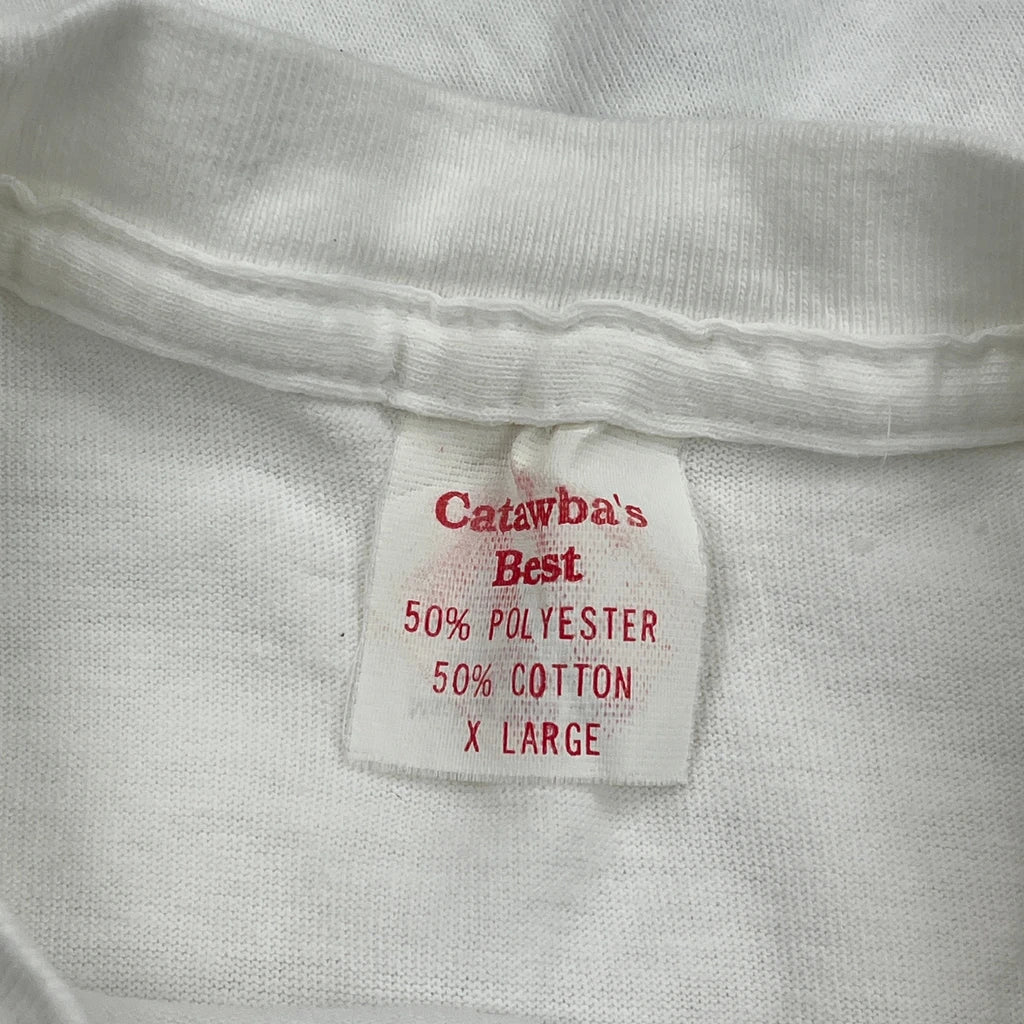 Catawba's
Best
50% POLYESTER
50% COTTON
X LARGE